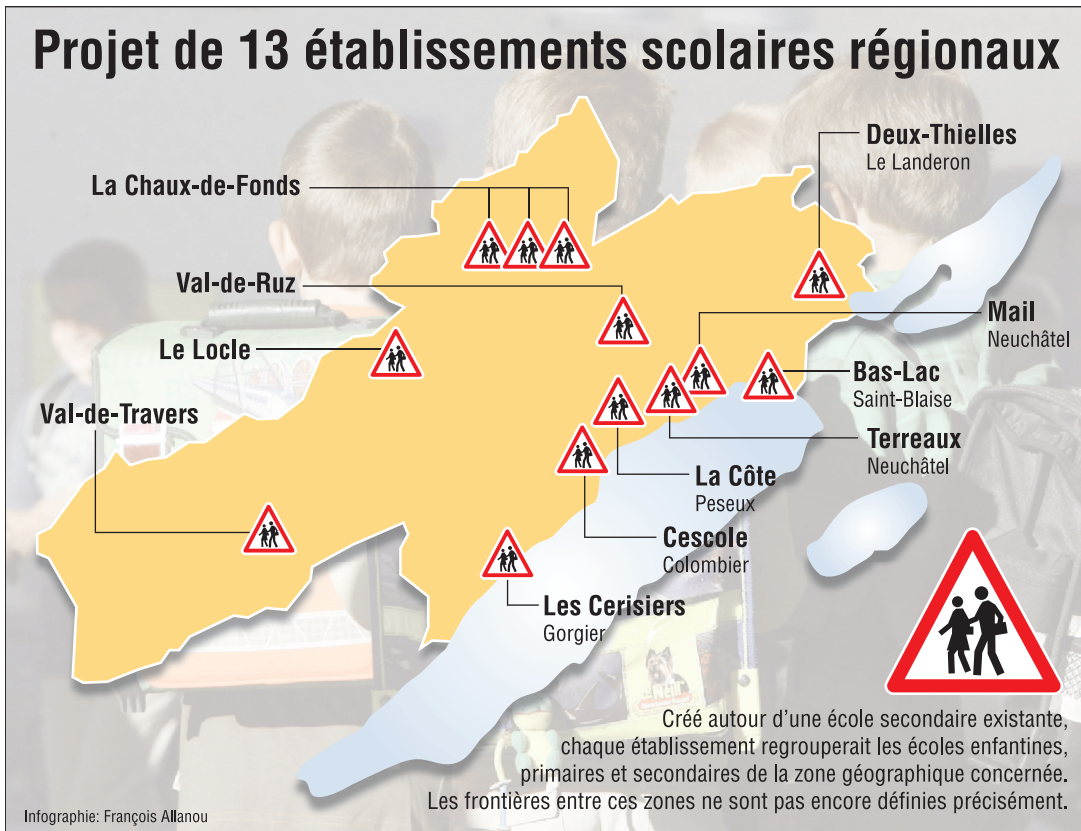 Projet de 13 établissements scolaires régionaux
Deux-Thielles
Le Landeron
La Chaux-de-Fonds
Val-de-Ruz
Mail
Neuchâtel
Le Locle
Bas-Lac
Saint-Blaise
Val-de-Travers
Terreaux
Neuchâtel
La Côte
Peseux
Cescole
Colombier
Les Cerisiers
Gorgier
Créé autour d'une école secondaire existante,
chaque établissement regrouperait les écoles enfantines,
primaires et secondaires de la zone géographique concernée.
Les frontières entre ces zones ne sont pas encore définies précisément.
Infographie: François Allanou